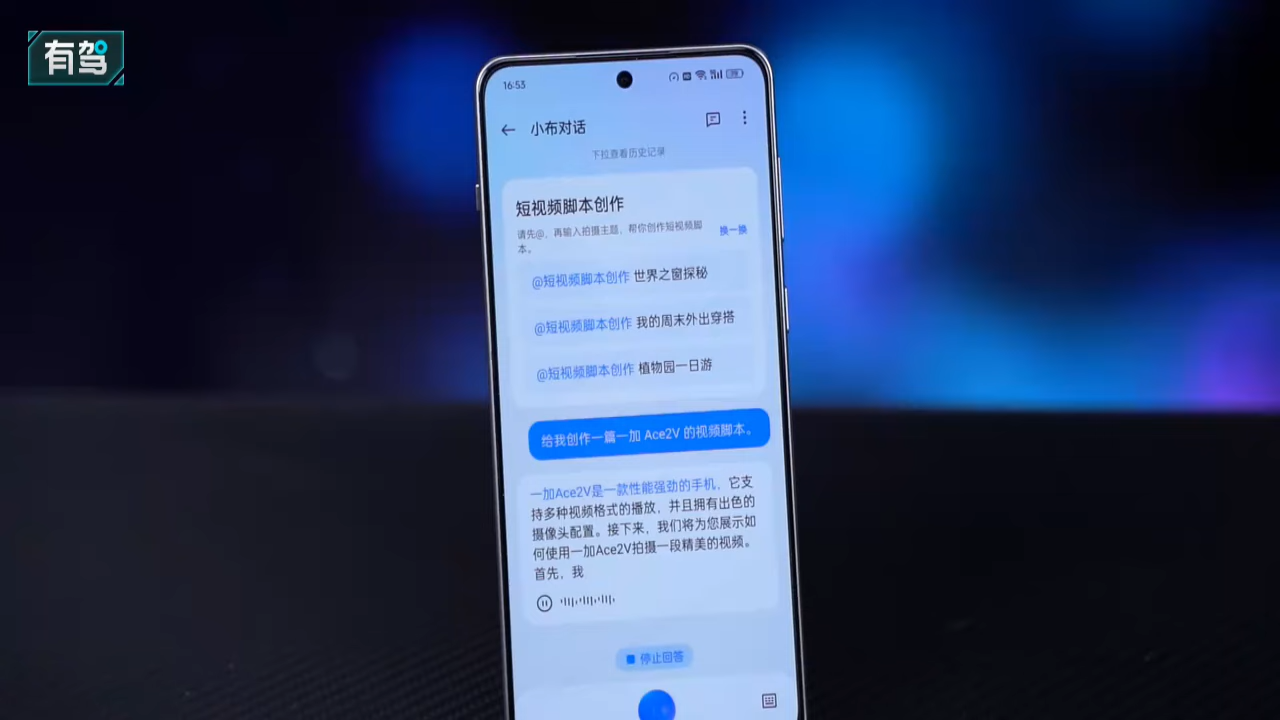 有驾
16:53
小布对话
下拉查看历史记录
短视频脚本创作
请先@，再输入拍摄主题，帮你创作短视频脚
本。
换一换
@短视频脚本创作 世界之窗探秘
@短视频脚本创作 我的周末外出穿搭
@短视频脚本创作 植物园一日游
给我创作一篇一加 Ace2V 的视频脚本。
一加Ace2V是一款性能强劲的手机，它支
持多种视频格式的播放，并且拥有出色的
摄像头配置。接下来，我们将为您展示如
何使用一加Ace2V拍摄一段精美的视频。
首先，我
停止回答